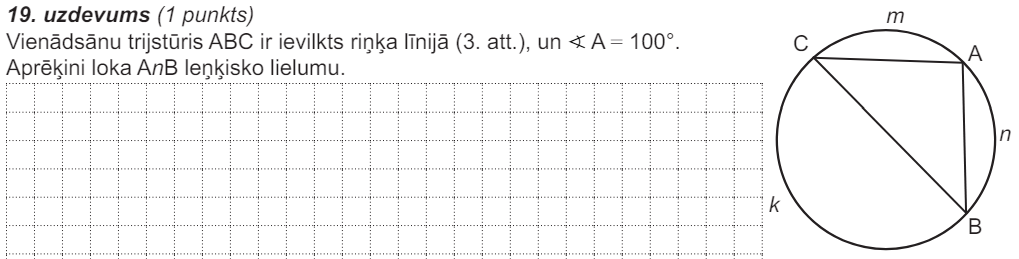 19. uzdevums (1 punkts)
Vienādsānu trijstūris ABC ir ievilkts riņķa līnijā (3. att.), un ∢ A = 100°.
Aprēķini loka AnB leņķisko lielumu.
m
C
A
n
k
B